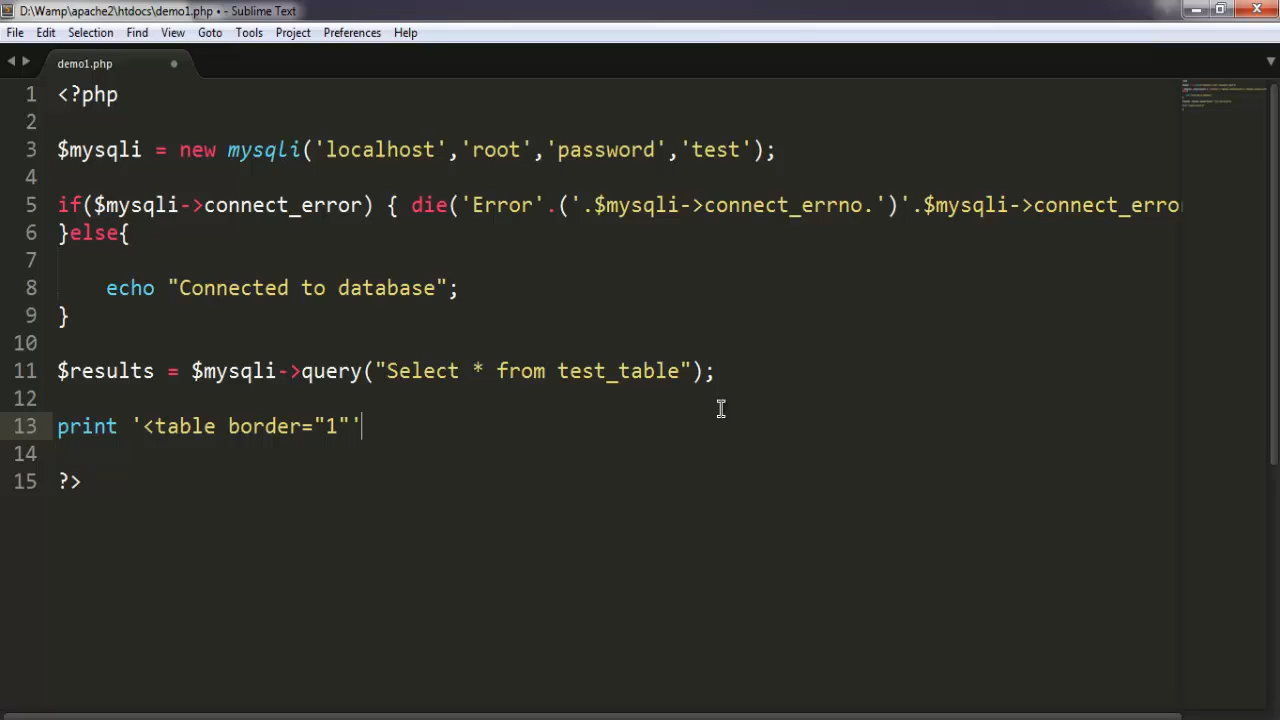 D:\Wamp\apache2\htdocs\demo1.php • - Sublime Text
File Edit Selection Find View Goto Tools Project Preferences Help
demo1.php
1 <?php
2
3 $mysqli = new mysqli('localhost','root','password','test');
4
5 if($mysqli->connect_error) { die('Error'.('.$mysqli->connect_errno.')'.$mysqli->connect_erro
6 }else{
7
8 echo "Connected to database";
9 }
10
11 $results = $mysqli->query("Select * from test_table");
12
13 print '<table border="1"'
14
15 ?>